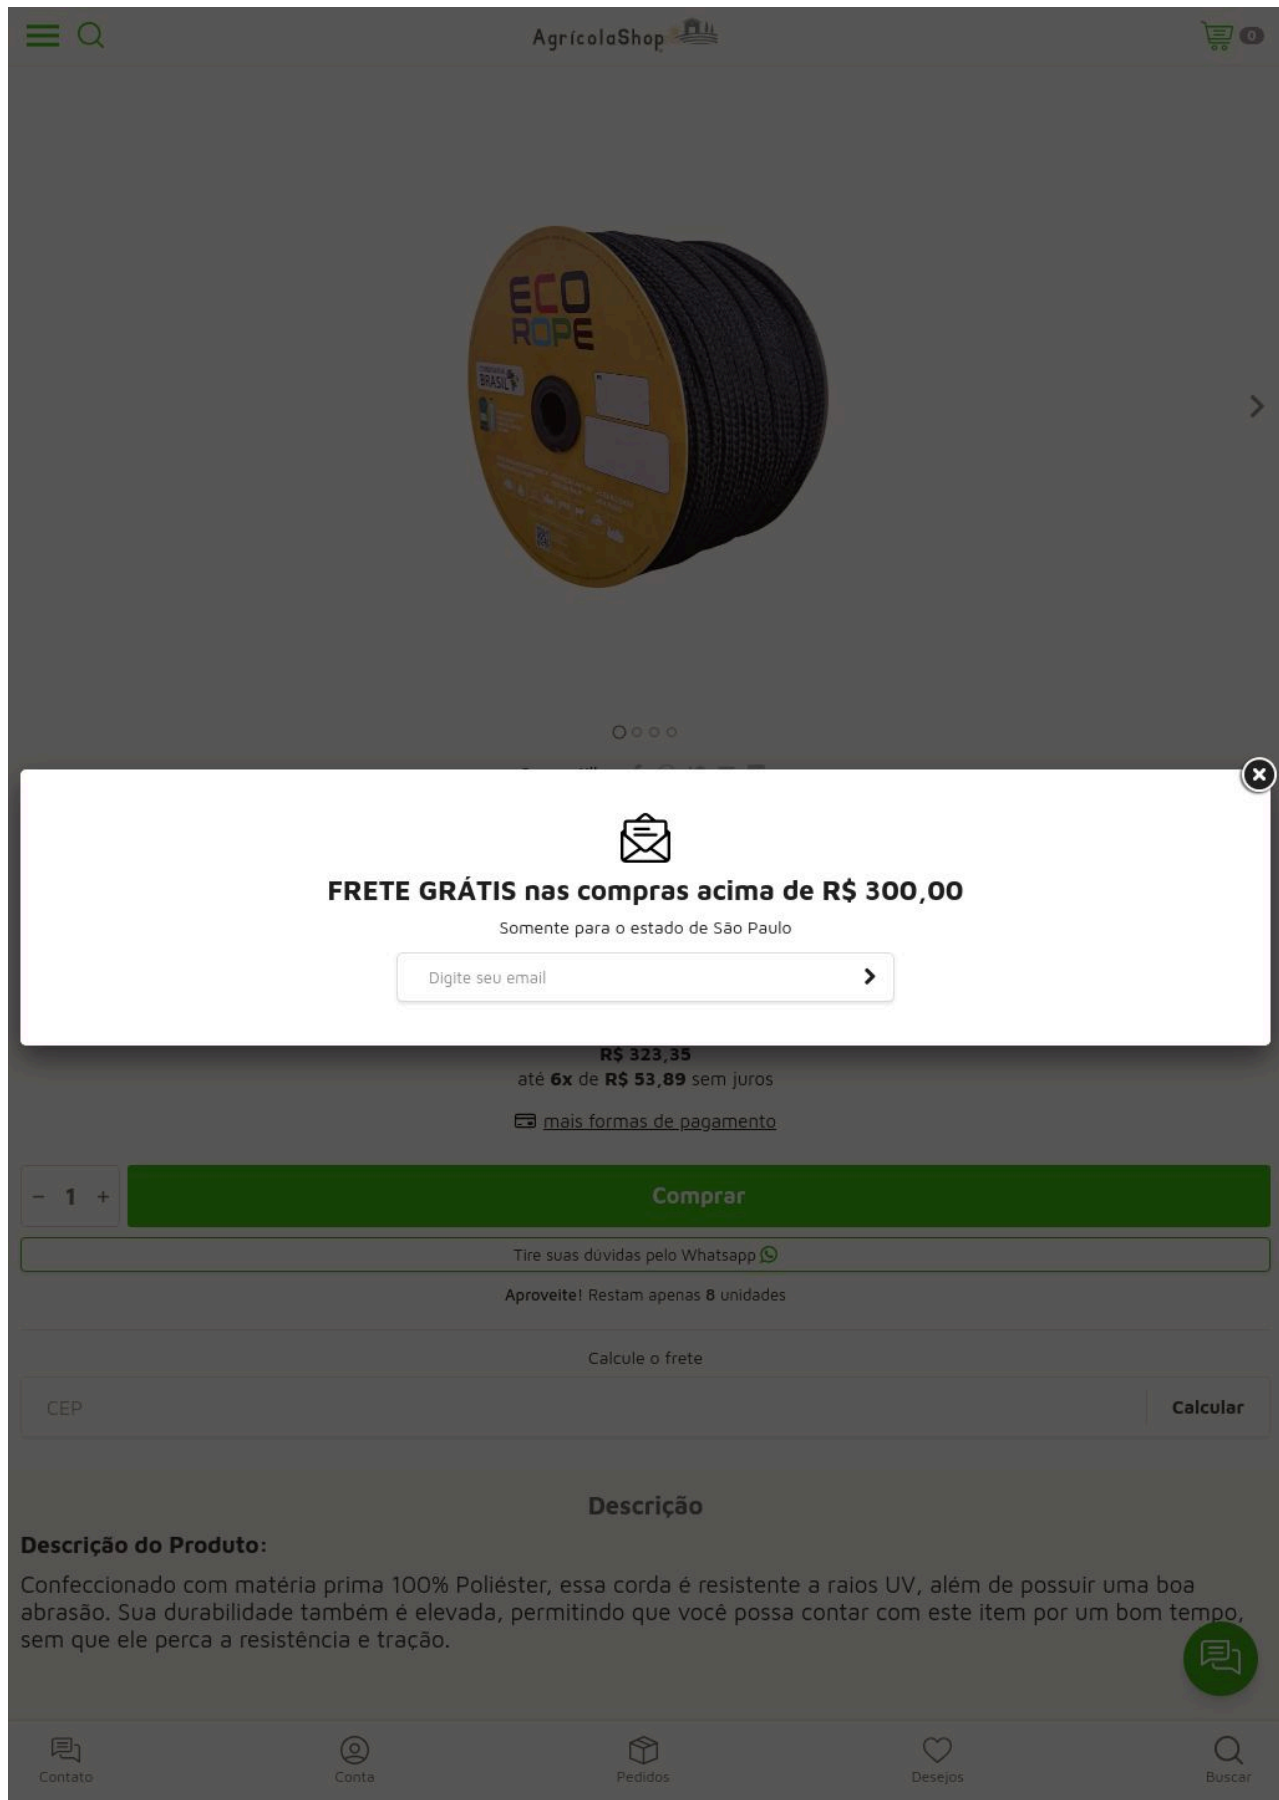 AgrícolaShop
0
ECO
ROPE
BRASIL
FRETE GRÁTIS nas compras acima de R$ 300,00
Somente para o estado de São Paulo
Digite seu email
R$ 323,35
até 6x de R$ 53,89 sem juros
mais formas de pagamento
- 1 +
Comprar
Tire suas dúvidas pelo Whatsapp
Aproveite! Restam apenas 8 unidades
Calcule o frete
CEP
Calcular
Descrição
Descrição do Produto:
Confeccionado com matéria prima 100% Poliéster, essa corda é resistente a raios UV, além de possuir uma boa
abrasão. Sua durabilidade também é elevada, permitindo que você possa contar com este item por um bom tempo,
sem que ele perca a resistência e tração.
Contato
Conta
Pedidos
Desejos
Buscar